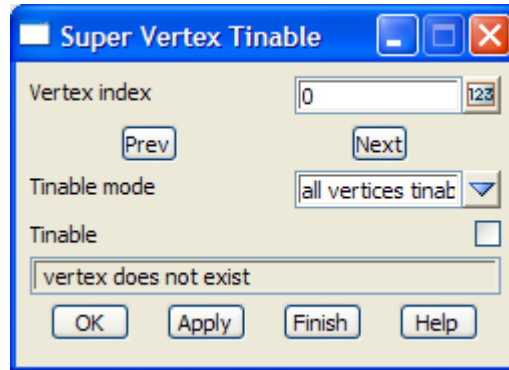 Super Vertex Tinable
Vertex index 0 123
Prev Next
Tinable mode all vertices tinab
Tinable
vertex does not exist
OK Apply Finish Help